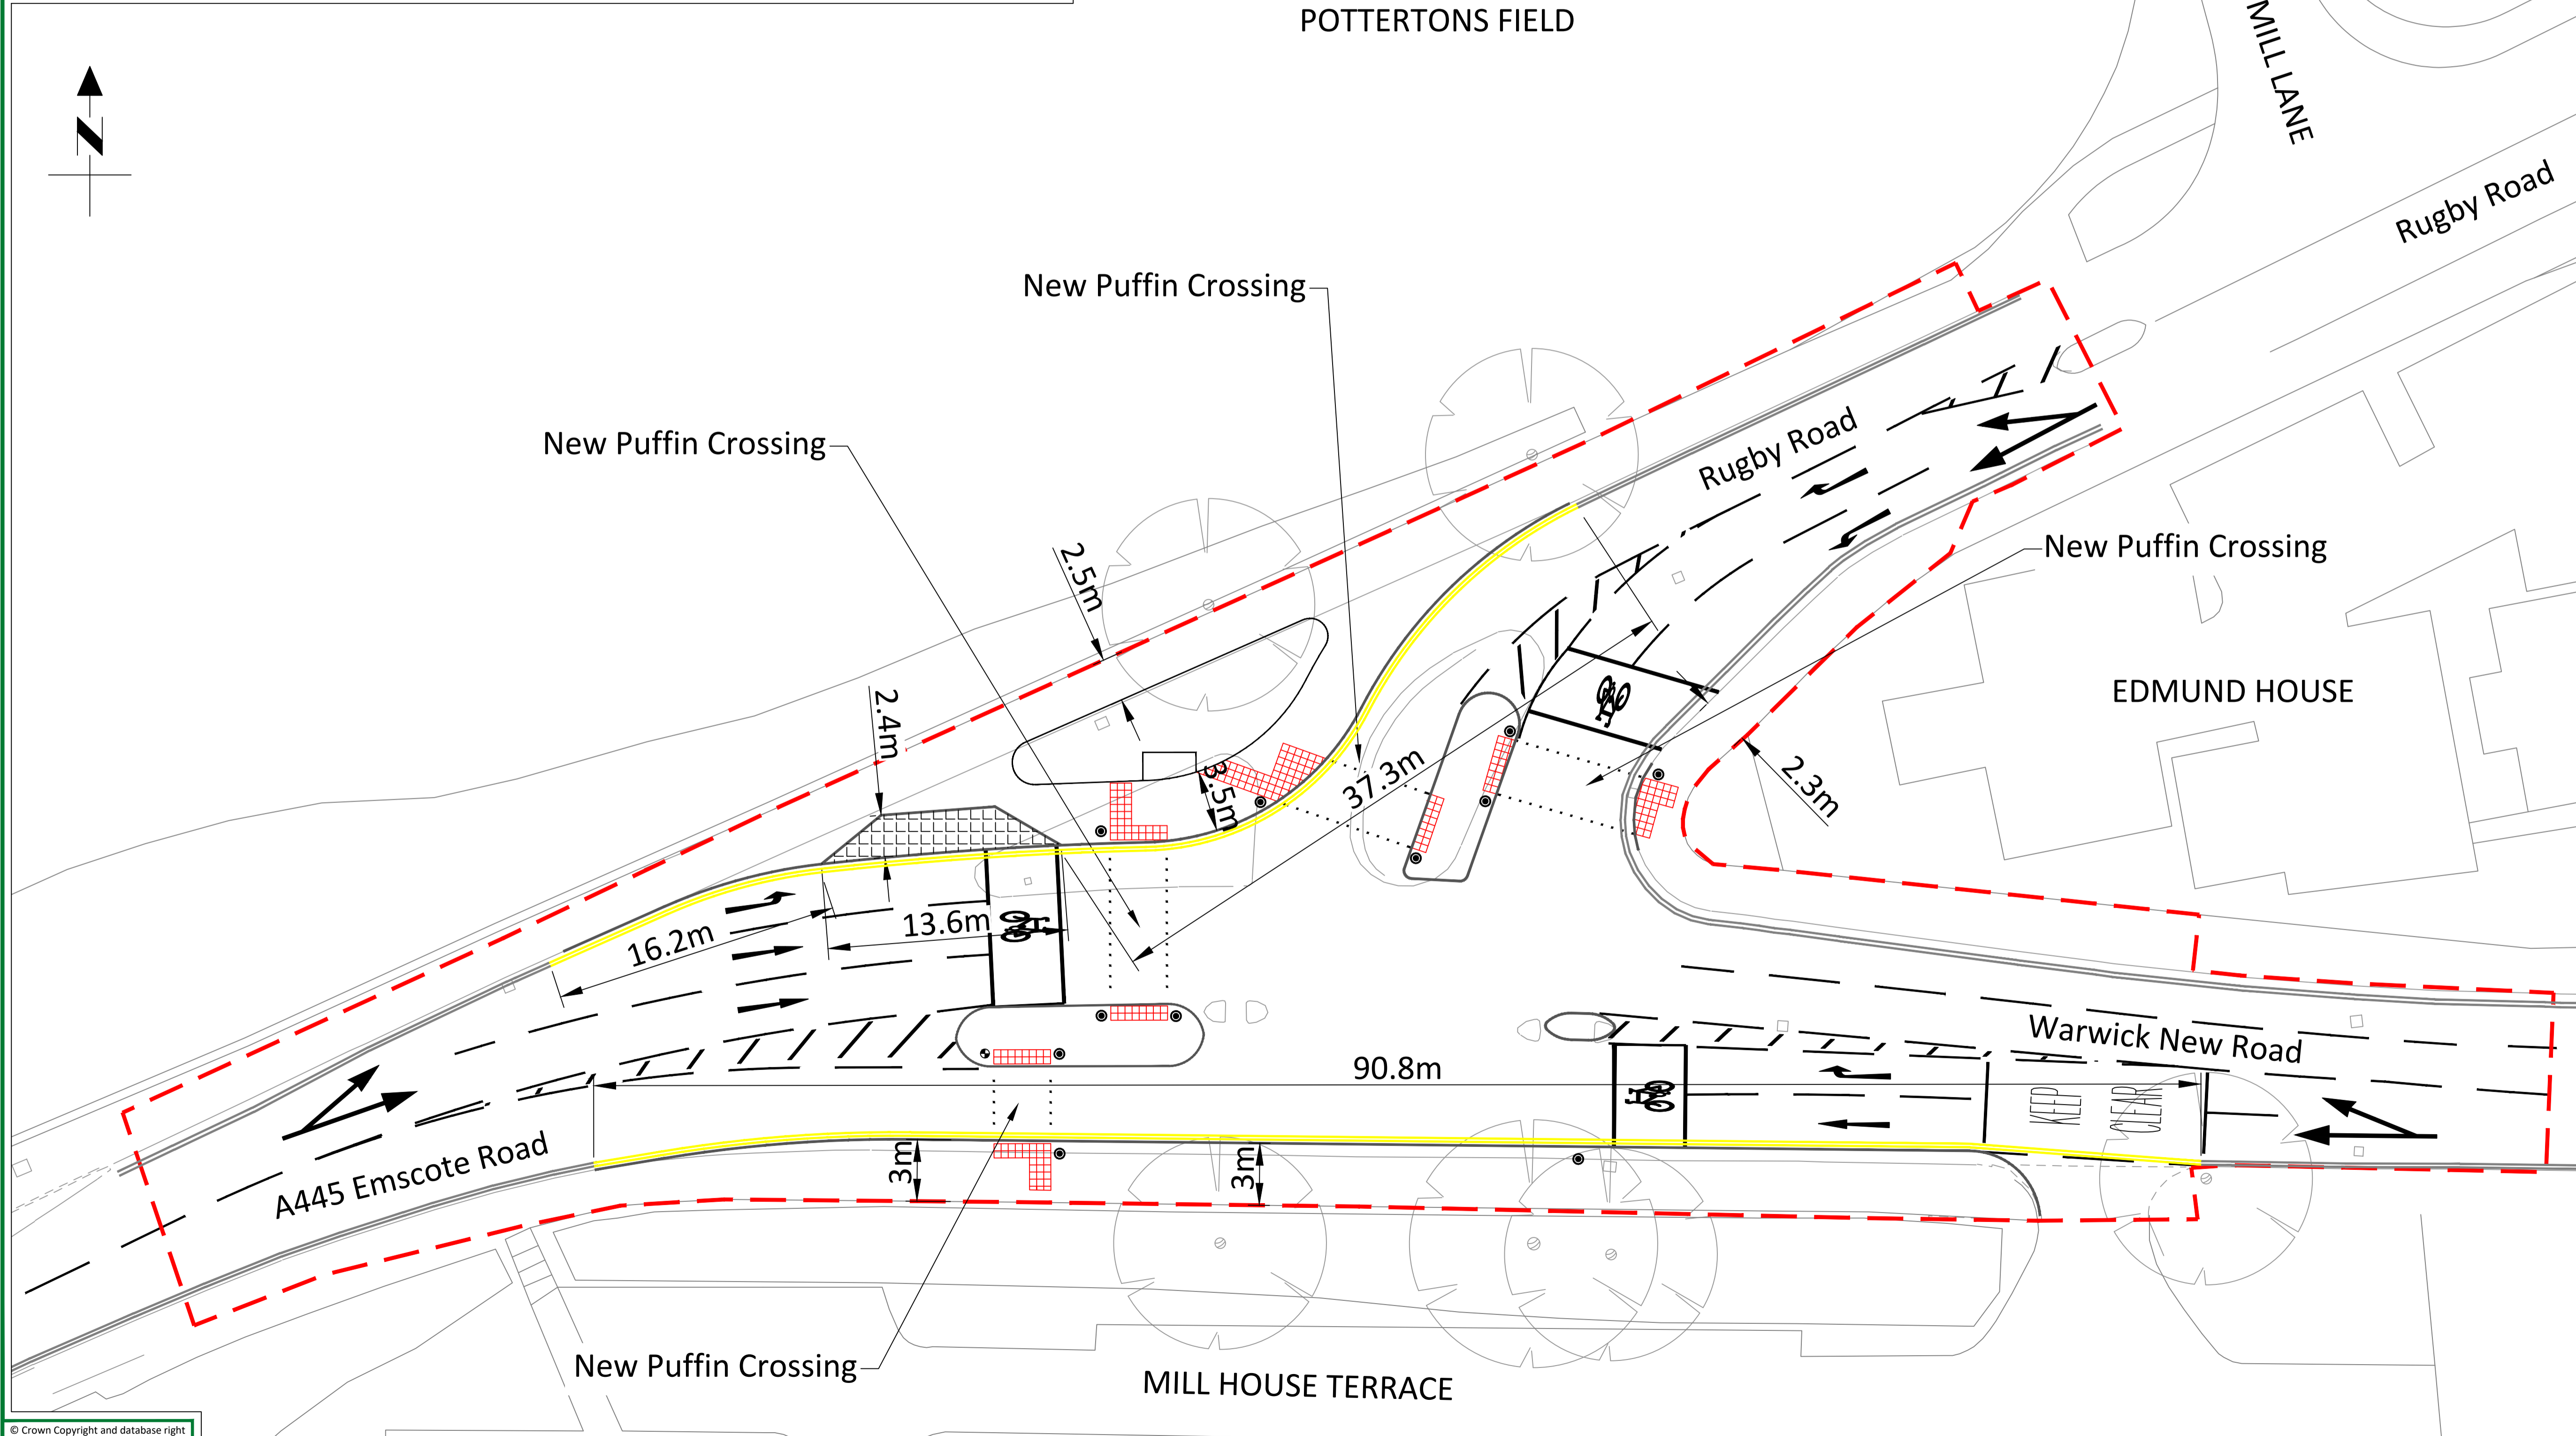 POTTERTONS FIELD
MILL LANE
N
Rugby Road
New Puffin Crossing
New Puffin Crossing
Rugby Road
New Puffin Crossing
2.5m
2.4m
EDMUND HOUSE
3.5m
37.3m
2.3m
13.6m
16.2m
Warwick New Road
90.8m
KEEP
CLEAR
A445 Emscote Road
3m
3m
New Puffin Crossing
MILL HOUSE TERRACE
© Crown Copyright and database right